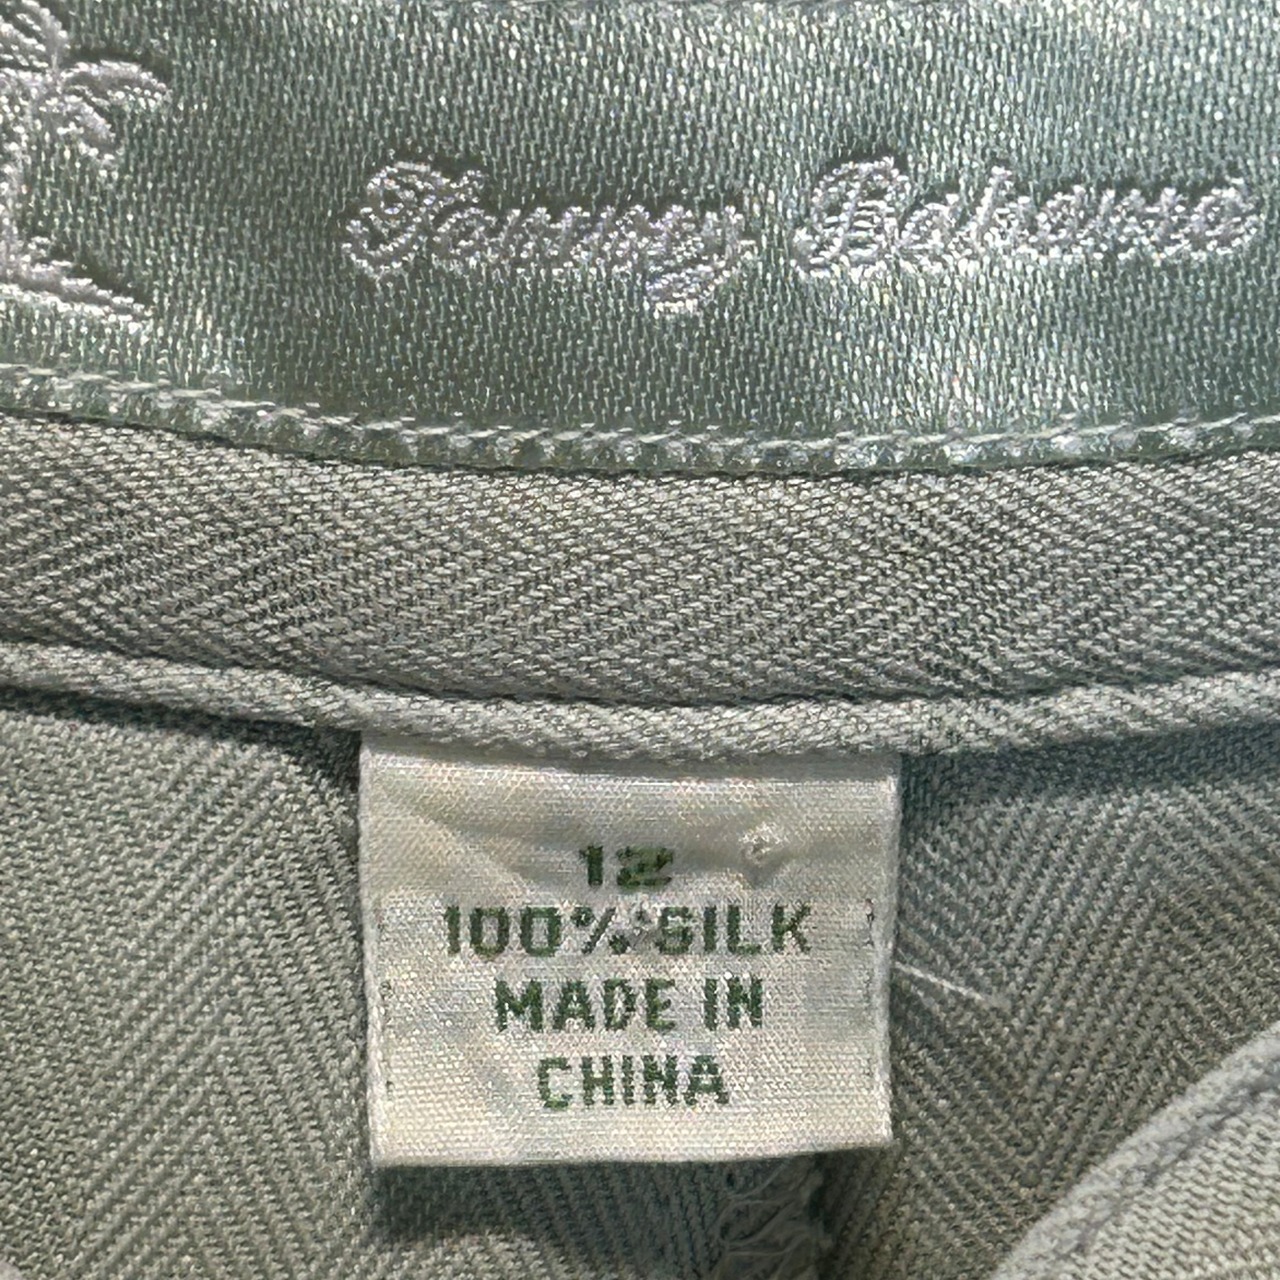 Tommy Bahama
12
100% SILK
MADE IN
CHINA